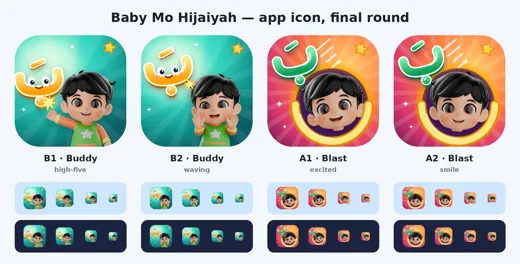 Baby Mo Hijaiyah — app icon, final round
B1 · Buddy
high-five
B2 · Buddy
waving
A1 · Blast
excited
A2 · Blast
smile